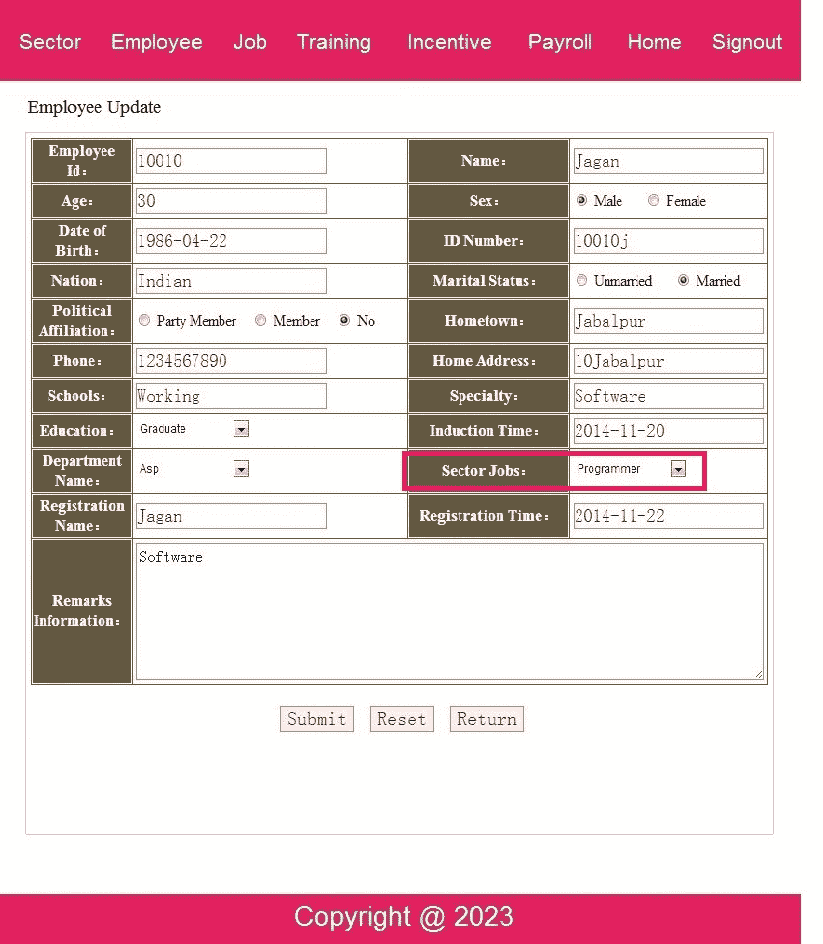 Sector Employee Job Training Incentive Payroll Home Signout
Employee Update
Employee Id: 10010 Name: Jagan
Age: 30 Sex: Male Female
Date of Birth: 1986-04-22 ID Number: 10010j
Nation: Indian Marital Status: Unmarried Married
Political Affiliation: Party Member Member No Hometown: Jabalpur
Phone: 1234567890 Home Address: 10Jabalpur
Schools: Working Specialty: Software
Education: Graduate Induction Time: 2014-11-20
Department Name: Asp Sector Jobs: Programmer
Registration Name: Jagan Registration Time: 2014-11-22
Remarks Information: Software
Submit Reset Return
Copyright @ 2023